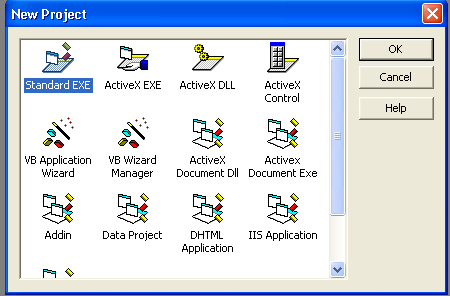 New Project
OK
Cancel
Help
Standard EXE
ActiveX EXE
ActiveX DLL
ActiveX
Control
VB Application
Wizard
VB Wizard
Manager
ActiveX
Document Dll
Activex
Document Exe
Addin
Data Project
DHTML
Application
IIS Application